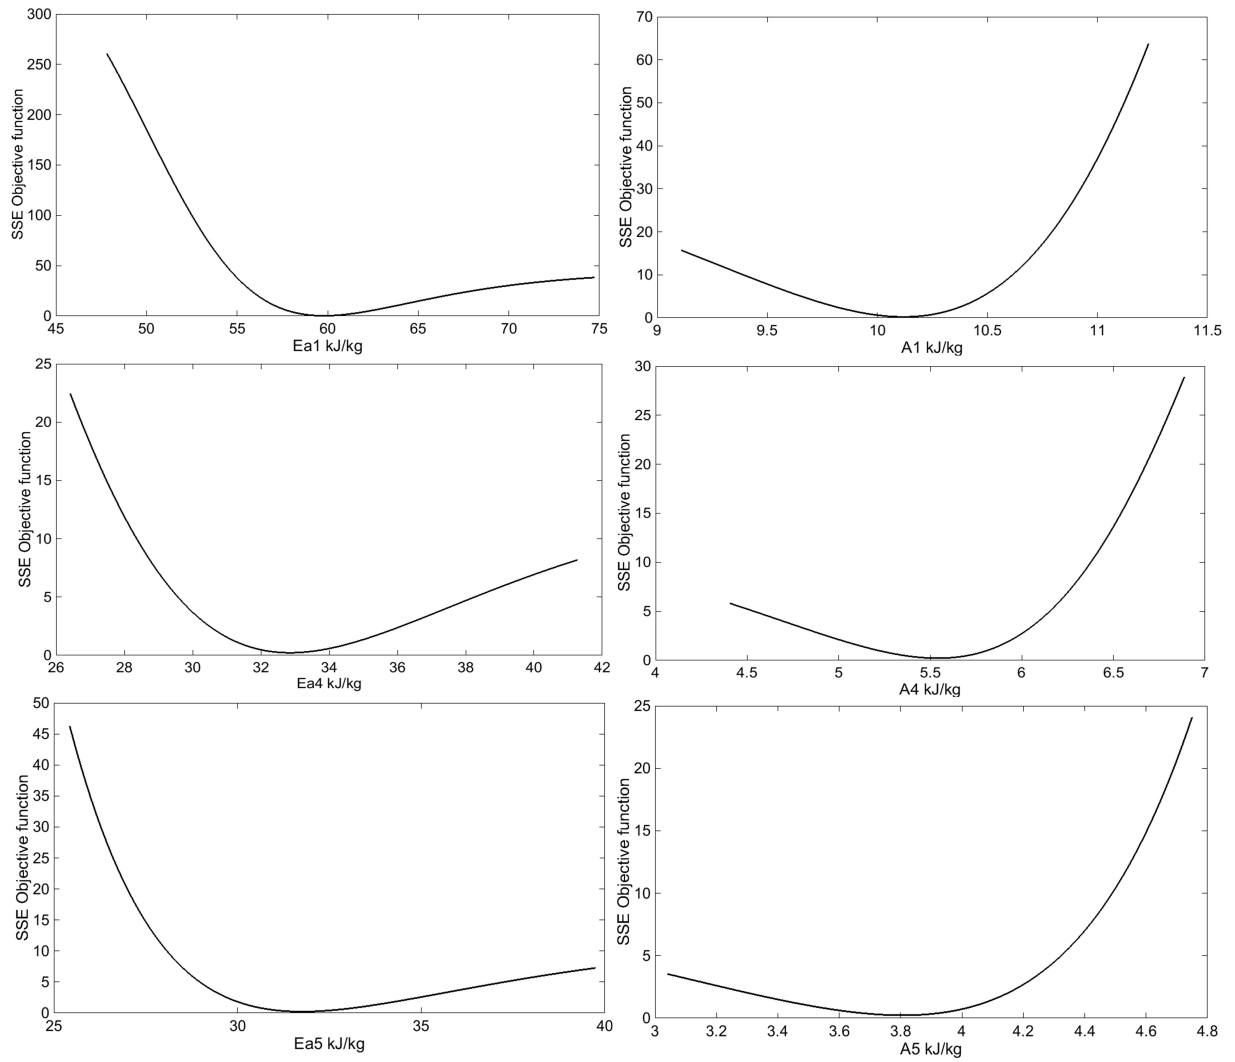 SSE Objective function
300
250
200
150
100
50
0
45 50 55 60 65 70 75
Ea1 kJ/kg
SSE Objective function
70
60
50
40
30
20
10
0
9 9.5 10 10.5 11 11.5
A1 kJ/kg
SSE Objective function
25
20
15
10
5
0
26 28 30 32 34 36 38 40 42
Ea4 kJ/kg
SSE Objective function
30
25
20
15
10
5
0
4 4.5 5 5.5 6 6.5 7
A4 kJ/kg
SSE Objective function
50
45
40
35
30
25
20
15
10
5
0
25 30 35 40
Ea5 kJ/kg
SSE Objective function
25
20
15
10
5
0
3 3.2 3.4 3.6 3.8 4 4.2 4.4 4.6 4.8
A5 kJ/kg